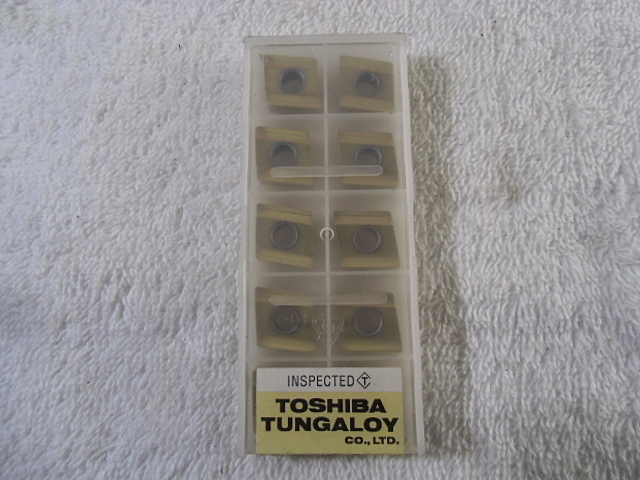 INSPECTED T
TOSHIBA
TUNGALOY
CO., LTD.